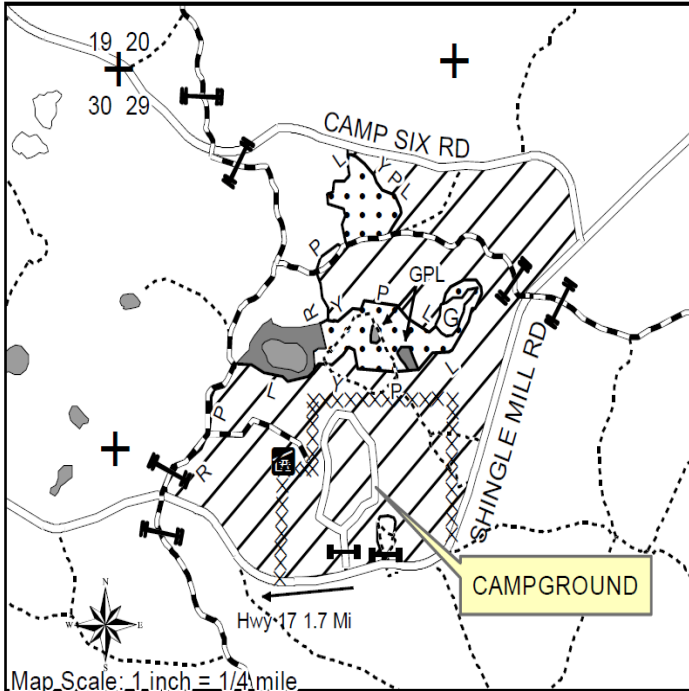 19 20
30 29
CAMP SIX RD
L
Y
P
L
P
GPL
R
Y
P
L
G
L
Y
P
L
P
R
SHINGLE MILL RD
CAMPGROUND
N
W
E
S
Hwy 17 1.7 Mi
Map Scale: 1 inch = 1/4 mile